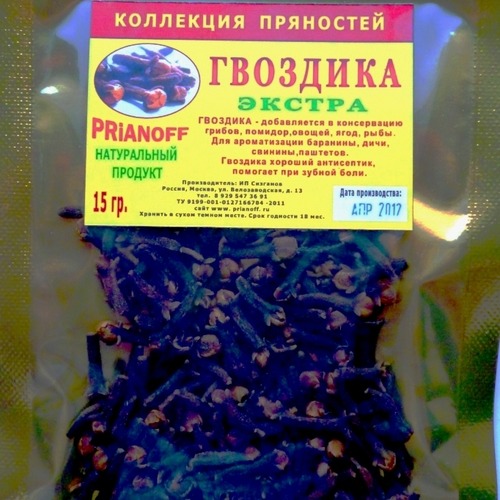 КОЛЛЕКЦИЯ ПРЯНОСТЕЙ
ГВОЗДИКА
ЭКСТРА
PRiANOFF
НАТУРАЛЬНЫЙ
ПРОДУКТ
15 гр.
ГВОЗДИКА - добавляется в консервацию
грибов, помидор,овощей, ягод, рыбы.
Для ароматизации баранины, дичи,
свинины,паштетов.
Гвоздика хороший антисептик,
помогает при зубной боли.
Производитель: ИП Сизганов
Россия, Москва, ул. Велозаводская, д. 13
тел. 8 929 547 36 91
ТУ 9199-001-0127166784 -2011
сайт www. prianoff. ru
Хранить в сухом темном месте. Срок годности 18 мес.
Дата производства:
АПР 2017